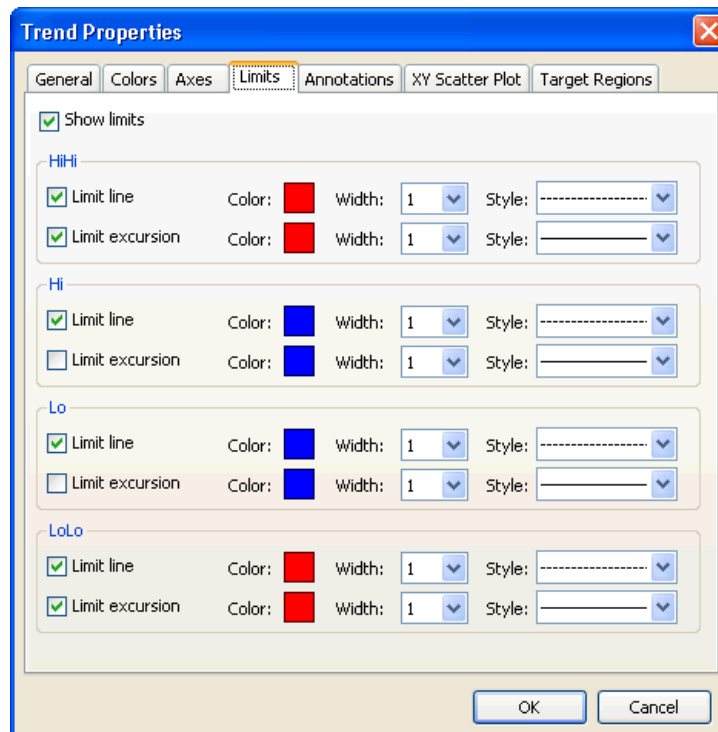 Trend Properties
General Colors Axes Limits Annotations XY Scatter Plot Target Regions
Show limits
HiHi
Limit line Color: Width: 1 Style:
Limit excursion Color: Width: 1 Style:
Hi
Limit line Color: Width: 1 Style:
Limit excursion Color: Width: 1 Style:
Lo
Limit line Color: Width: 1 Style:
Limit excursion Color: Width: 1 Style:
LoLo
Limit line Color: Width: 1 Style:
Limit excursion Color: Width: 1 Style:
OK Cancel